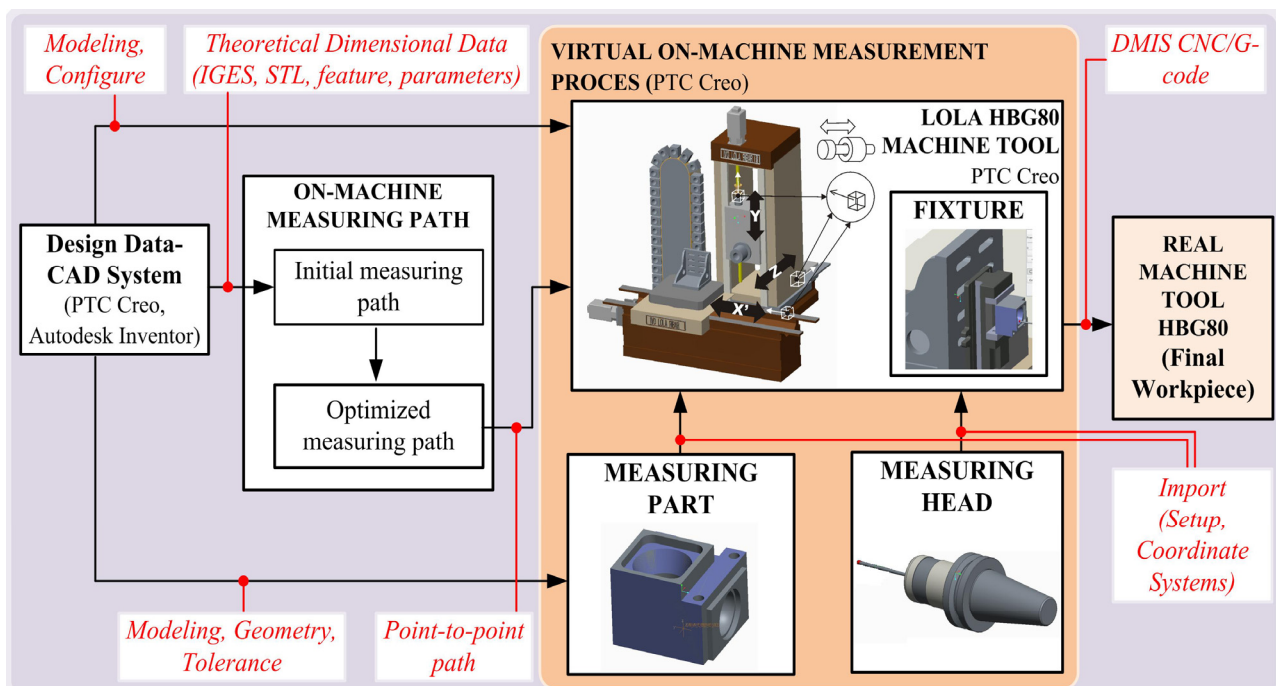 Modeling,
Configure
Theoretical Dimensional Data
(IGES, STL, feature, parameters)
VIRTUAL ON-MACHINE MEASUREMENT
PROCES (PTC Creo)
DMIS CNC/G-
code
LOLA HBG80
MACHINE TOOL
PTC Creo
Y
Z
X'
FIXTURE
ON-MACHINE
MEASURING PATH
Initial measuring
path
Optimized
measuring path
Design Data-
CAD System
(PTC Creo,
Autodesk Inventor)
REAL
MACHINE
TOOL
HBG80
(Final
Workpiece)
MEASURING
PART
MEASURING
HEAD
Import
(Setup,
Coordinate
Systems)
Modeling, Geometry,
Tolerance
Point-to-point
path